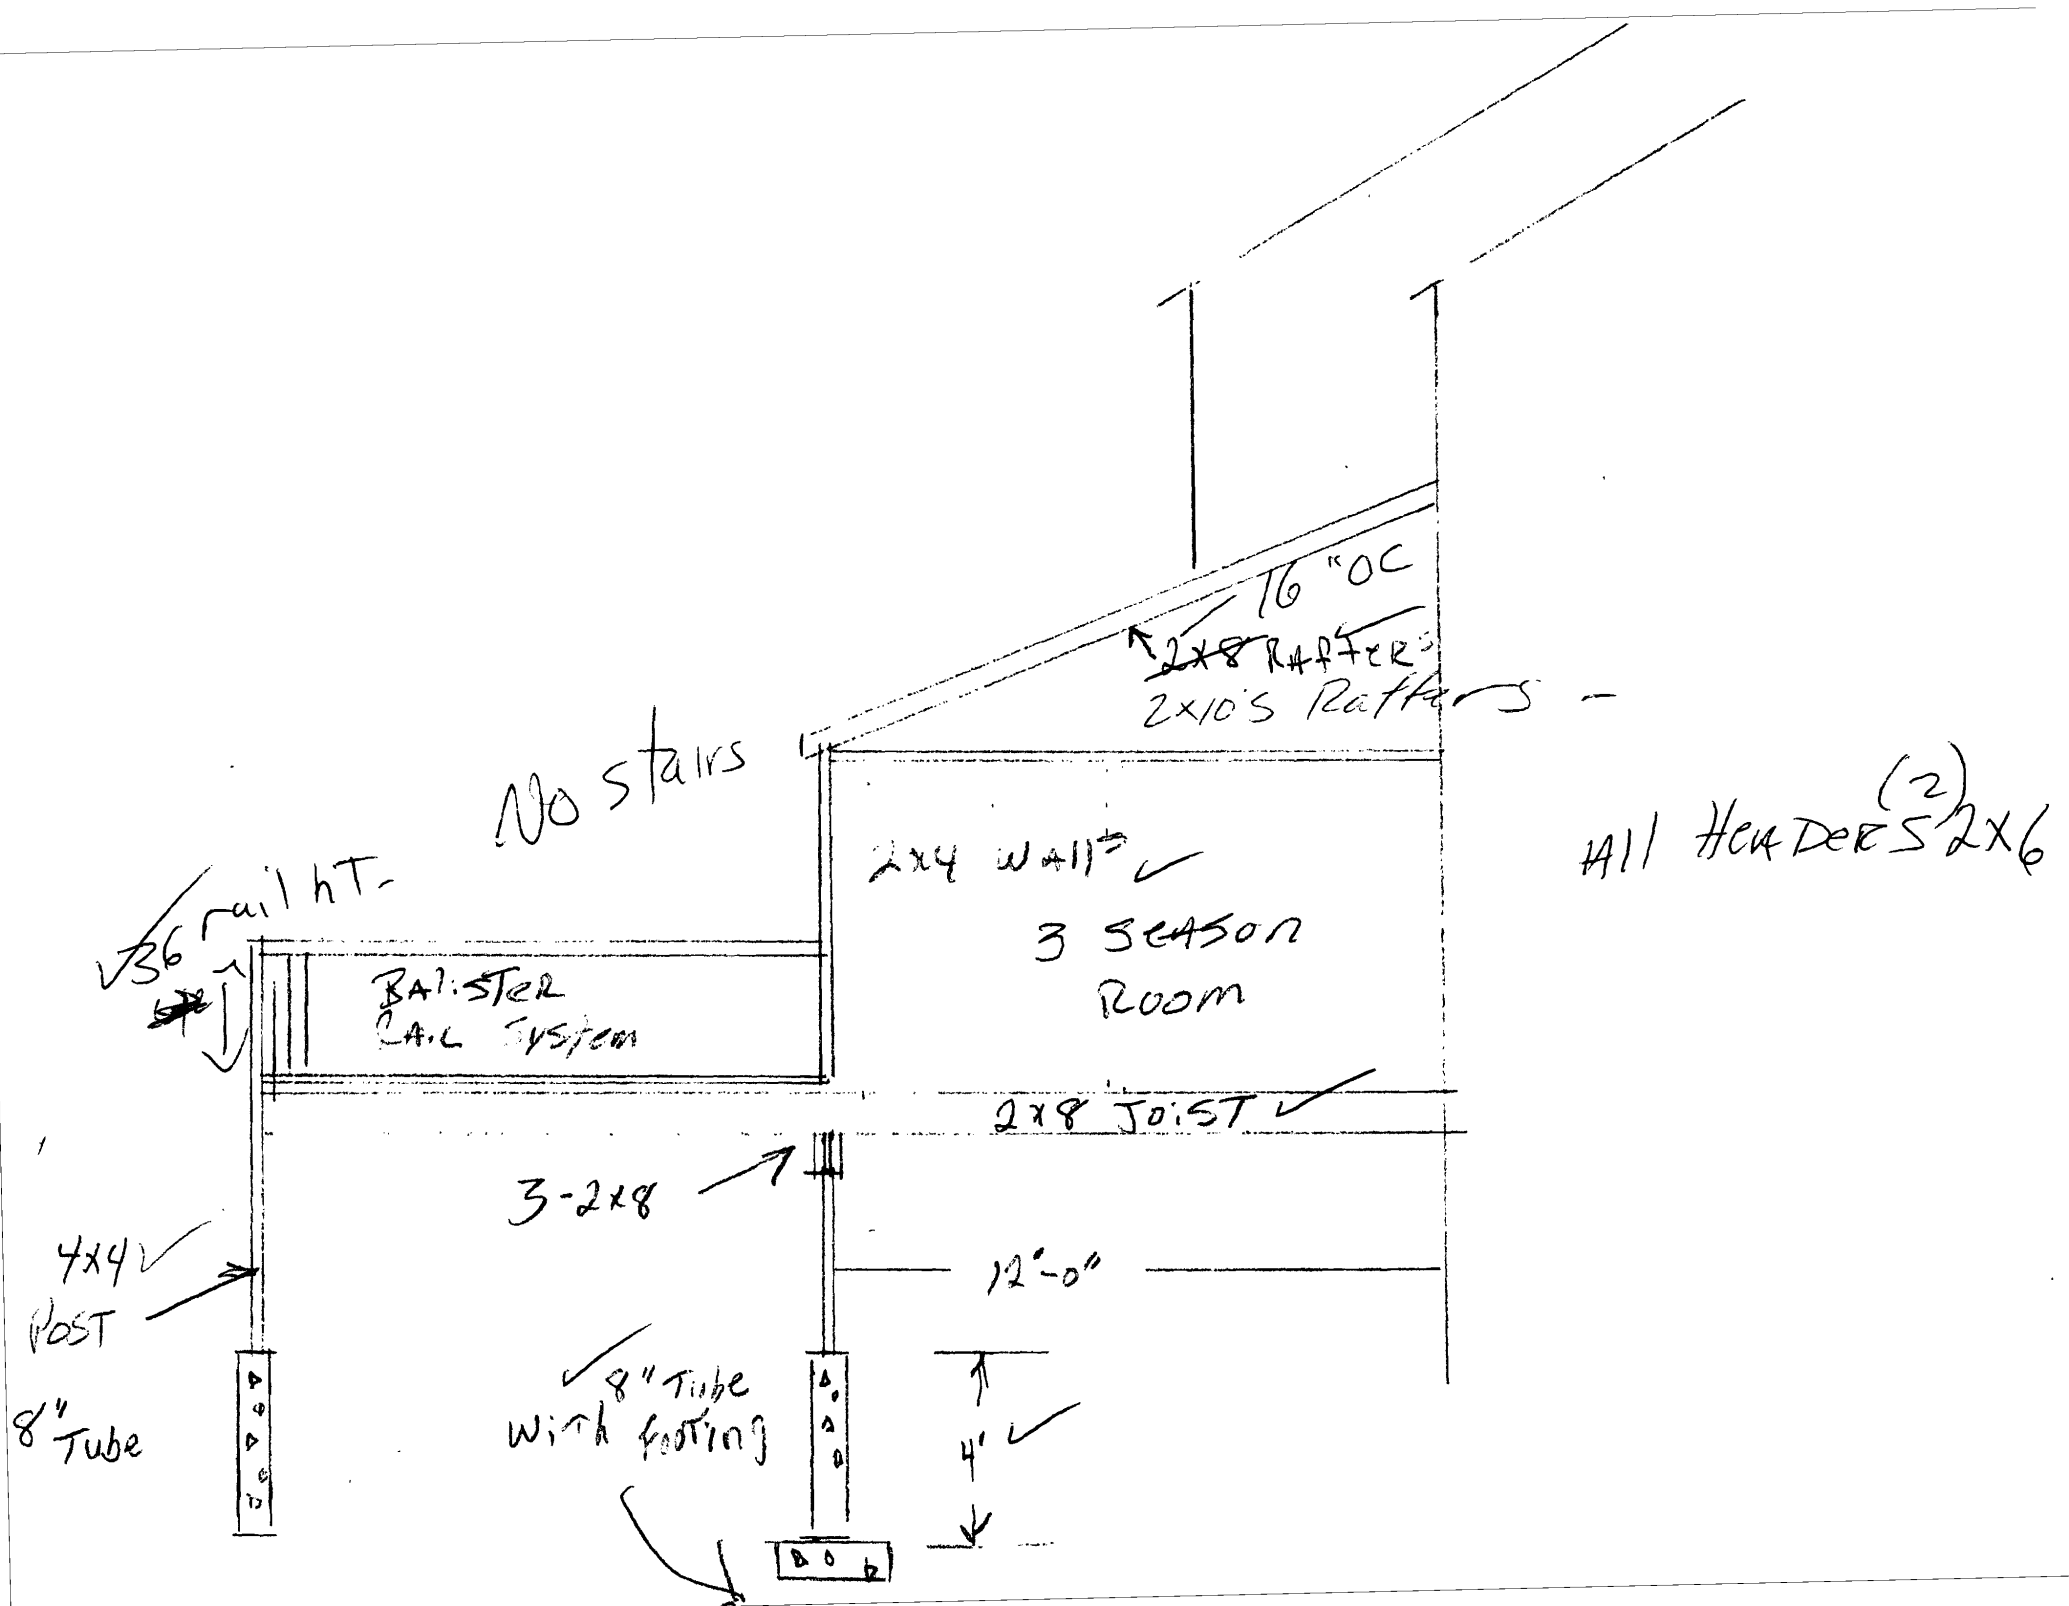 16 "OC
2x8 RAFTERS
2x10's Rafters -
No stairs
All HEADERS (2) 2x6
2x4 WAllS
3 SEASON
ROOM
36 rail hT-
BAliSTER
RAIL System
2x8 JOiST
3-2x8
4x4
POST
12'-0"
8" Tube
8" Tube
With footing
4'